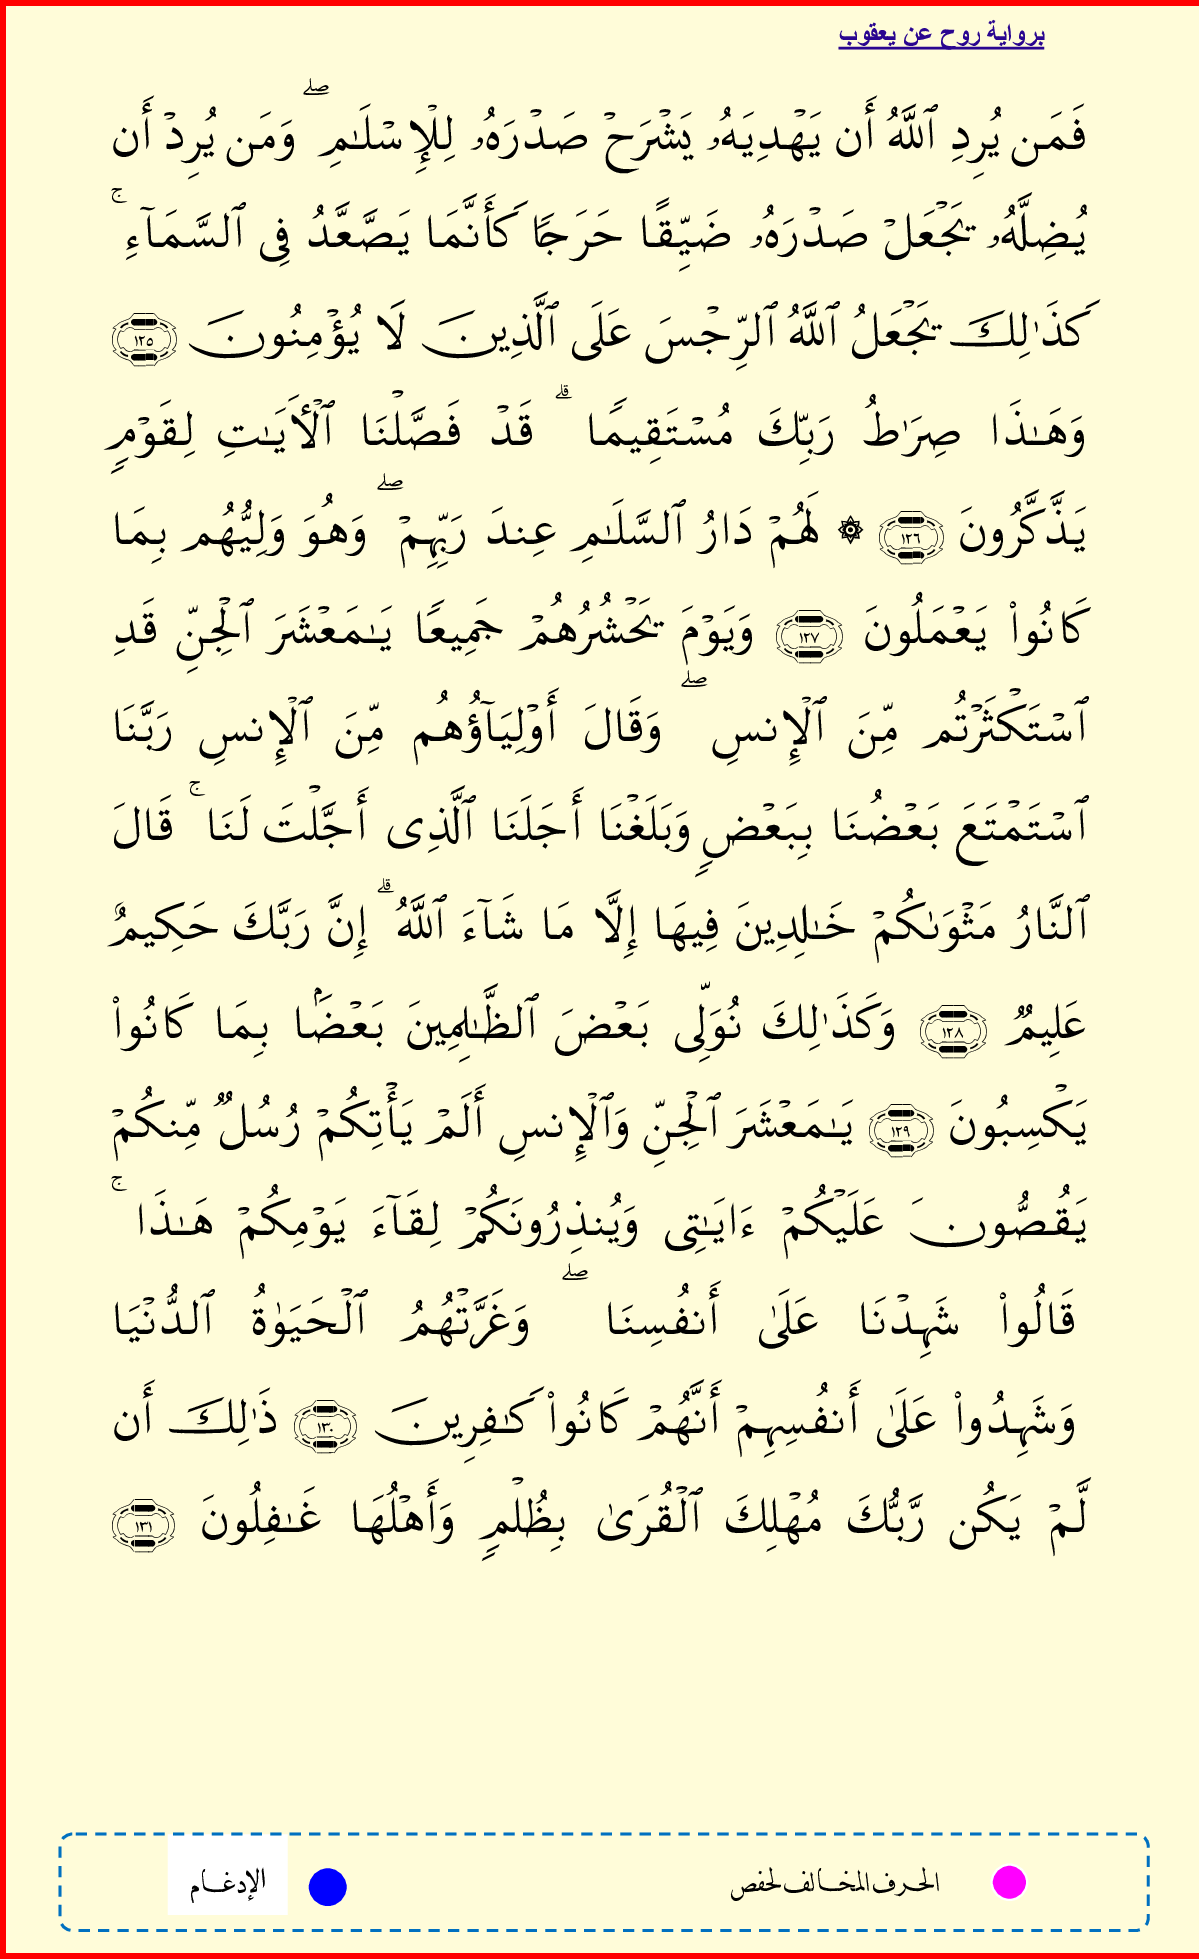 برواية روح عن يعقوب
فَمَن يُرِدِ ٱللَّهُ أَن يَهْدِيَهُۥ يَشْرَحْ صَدْرَهُۥ لِلْإِسْلَٰمِ ۖ وَمَن يُرِدْ أَن
يُضِلَّهُۥ يَجْعَلْ صَدْرَهُۥ ضَيِّقًا حَرَجًا كَأَنَّمَا يَصَّعَّدُ فِى ٱلسَّمَآءِ ۚ
كَذَٰلِكَ يَجْعَلُ ٱللَّهُ ٱلرِّجْسَ عَلَى ٱلَّذِينَ لَا يُؤْمِنُونَ ١٢٥
وَهَٰذَا صِرَٰطُ رَبِّكَ مُسْتَقِيمًا ۗ قَدْ فَصَّلْنَا ٱلْأَيَٰتِ لِقَوْمٍ
يَذَّكَّرُونَ ١٢٦ ۞ لَهُمْ دَارُ ٱلسَّلَٰمِ عِندَ رَبِّهِمْ ۖ وَهُوَ وَلِيُّهُم بِمَا
كَانُوا۟ يَعْمَلُونَ ١٢٧ وَيَوْمَ يَحْشُرُهُمْ جَمِيعًا يَٰمَعْشَرَ ٱلْجِنِّ قَدِ
ٱسْتَكْثَرْتُم مِّنَ ٱلْإِنسِ ۖ وَقَالَ أَوْلِيَآؤُهُم مِّنَ ٱلْإِنسِ رَبَّنَا
ٱسْتَمْتَعَ بَعْضُنَا بِبَعْضٍ وَبَلَغْنَا أَجَلَنَا ٱلَّذِى أَجَّلْتَ لَنَا ۚ قَالَ
ٱلنَّارُ مَثْوَىٰكُمْ خَٰلِدِينَ فِيهَا إِلَّا مَا شَآءَ ٱللَّهُ ۗ إِنَّ رَبَّكَ حَكِيمٌ
عَلِيمٌ ١٢٨ وَكَذَٰلِكَ نُوَلِّى بَعْضَ ٱلظَّٰلِمِينَ بَعْضَۢا بِمَا كَانُوا۟
يَكْسِبُونَ ١٢٩ يَٰمَعْشَرَ ٱلْجِنِّ وَٱلْإِنسِ أَلَمْ يَأْتِكُمْ رُسُلٌ مِّنكُمْ
يَقُصُّونَ عَلَيْكُمْ ءَايَٰتِى وَيُنذِرُونَكُمْ لِقَآءَ يَوْمِكُمْ هَٰذَا ۚ
قَالُوا۟ شَهِدْنَا عَلَىٰ أَنفُسِنَا ۖ وَغَرَّتْهُمُ ٱلْحَيَوٰةُ ٱلدُّنْيَا
وَشَهِدُوا۟ عَلَىٰ أَنفُسِهِمْ أَنَّهُمْ كَانُوا۟ كَٰفِرِينَ ١٣٠ ذَٰلِكَ أَن
لَّمْ يَكُن رَّبُّكَ مُهْلِكَ ٱلْقُرَىٰ بِظُلْمٍ وَأَهْلُهَا غَٰفِلُونَ ١٣١
الحرف المخالف لحفص
الإدغام